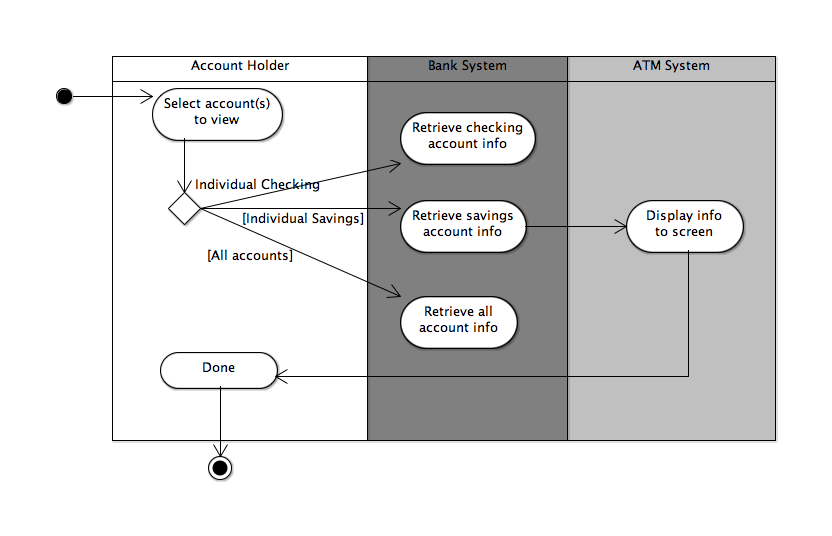 Account Holder
Bank System
ATM System
Select account(s)
to view
Retrieve checking
account info
Individual Checking
[Individual Savings]
Retrieve savings
account info
Display info
to screen
[All accounts]
Retrieve all
account info
Done